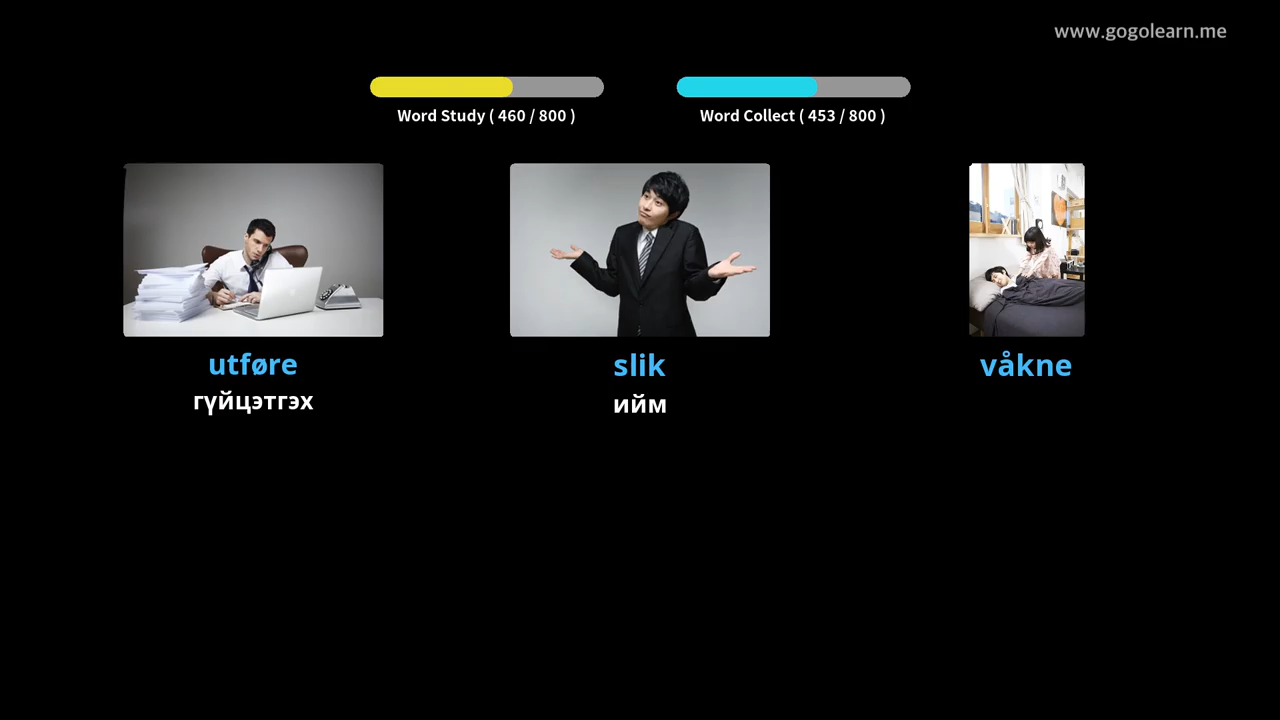 www.gogolearn.me
Word Study ( 460 / 800 )
Word Collect ( 453 / 800 )
utføre
slik
våkne
гүйцэтгэх
ийм